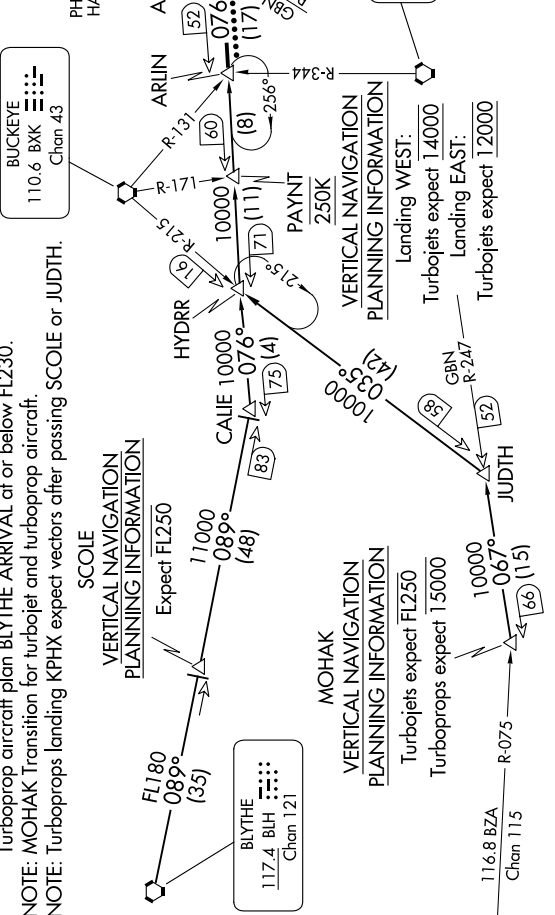 Turboprop aircraft plan BLYTHE ARRIVAL at or below FL230.
NOTE: MOHAK Transition for turbojet and turboprop aircraft.
NOTE: Turboprops landing KPHX expect vectors after passing SCOLE or JUDTH.
BUCKEYE
110.6 BXK
Chan 43
PH
HA
A
GBN
R-
52
076
(17)
ARLIN
R-344
256°
R-131
60
(8)
R-171
10000
(11)
PAYNT
250K
R-215
16
71
HYDRR
215°
VERTICAL NAVIGATION
PLANNING INFORMATION
Landing WEST:
Turbojets expect 14000
Landing EAST:
Turbojets expect 12000
CALIE
10000
076°
(4)
75
83
10000
035°
(42)
58
GBN
R-247
52
JUDTH
SCOLE
VERTICAL NAVIGATION
PLANNING INFORMATION
Expect FL250
11000
089°
(48)
10000
067°
(15)
66
MOHAK
VERTICAL NAVIGATION
PLANNING INFORMATION
Turbojets expect FL250
Turboprops expect 15000
FL180
089°
(35)
BLYTHE
117.4 BLH
Chan 121
R-075
116.8 BZA
Chan 115